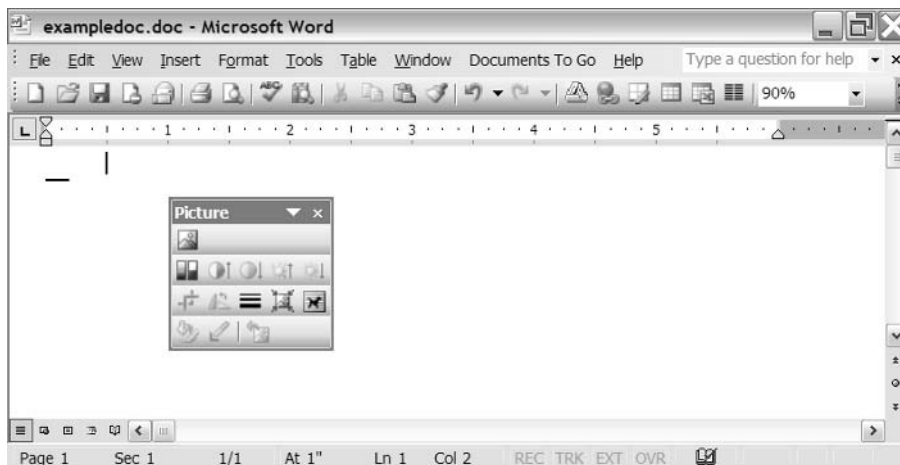 exampledoc.doc - Microsoft Word
File Edit View Insert Format Tools Table Window Documents To Go Help Type a question for help
ABC 90%
L 1 2 3 4 5
Picture
Page 1 Sec 1 1/1 At 1" Ln 1 Col 2 REC TRK EXT OVR